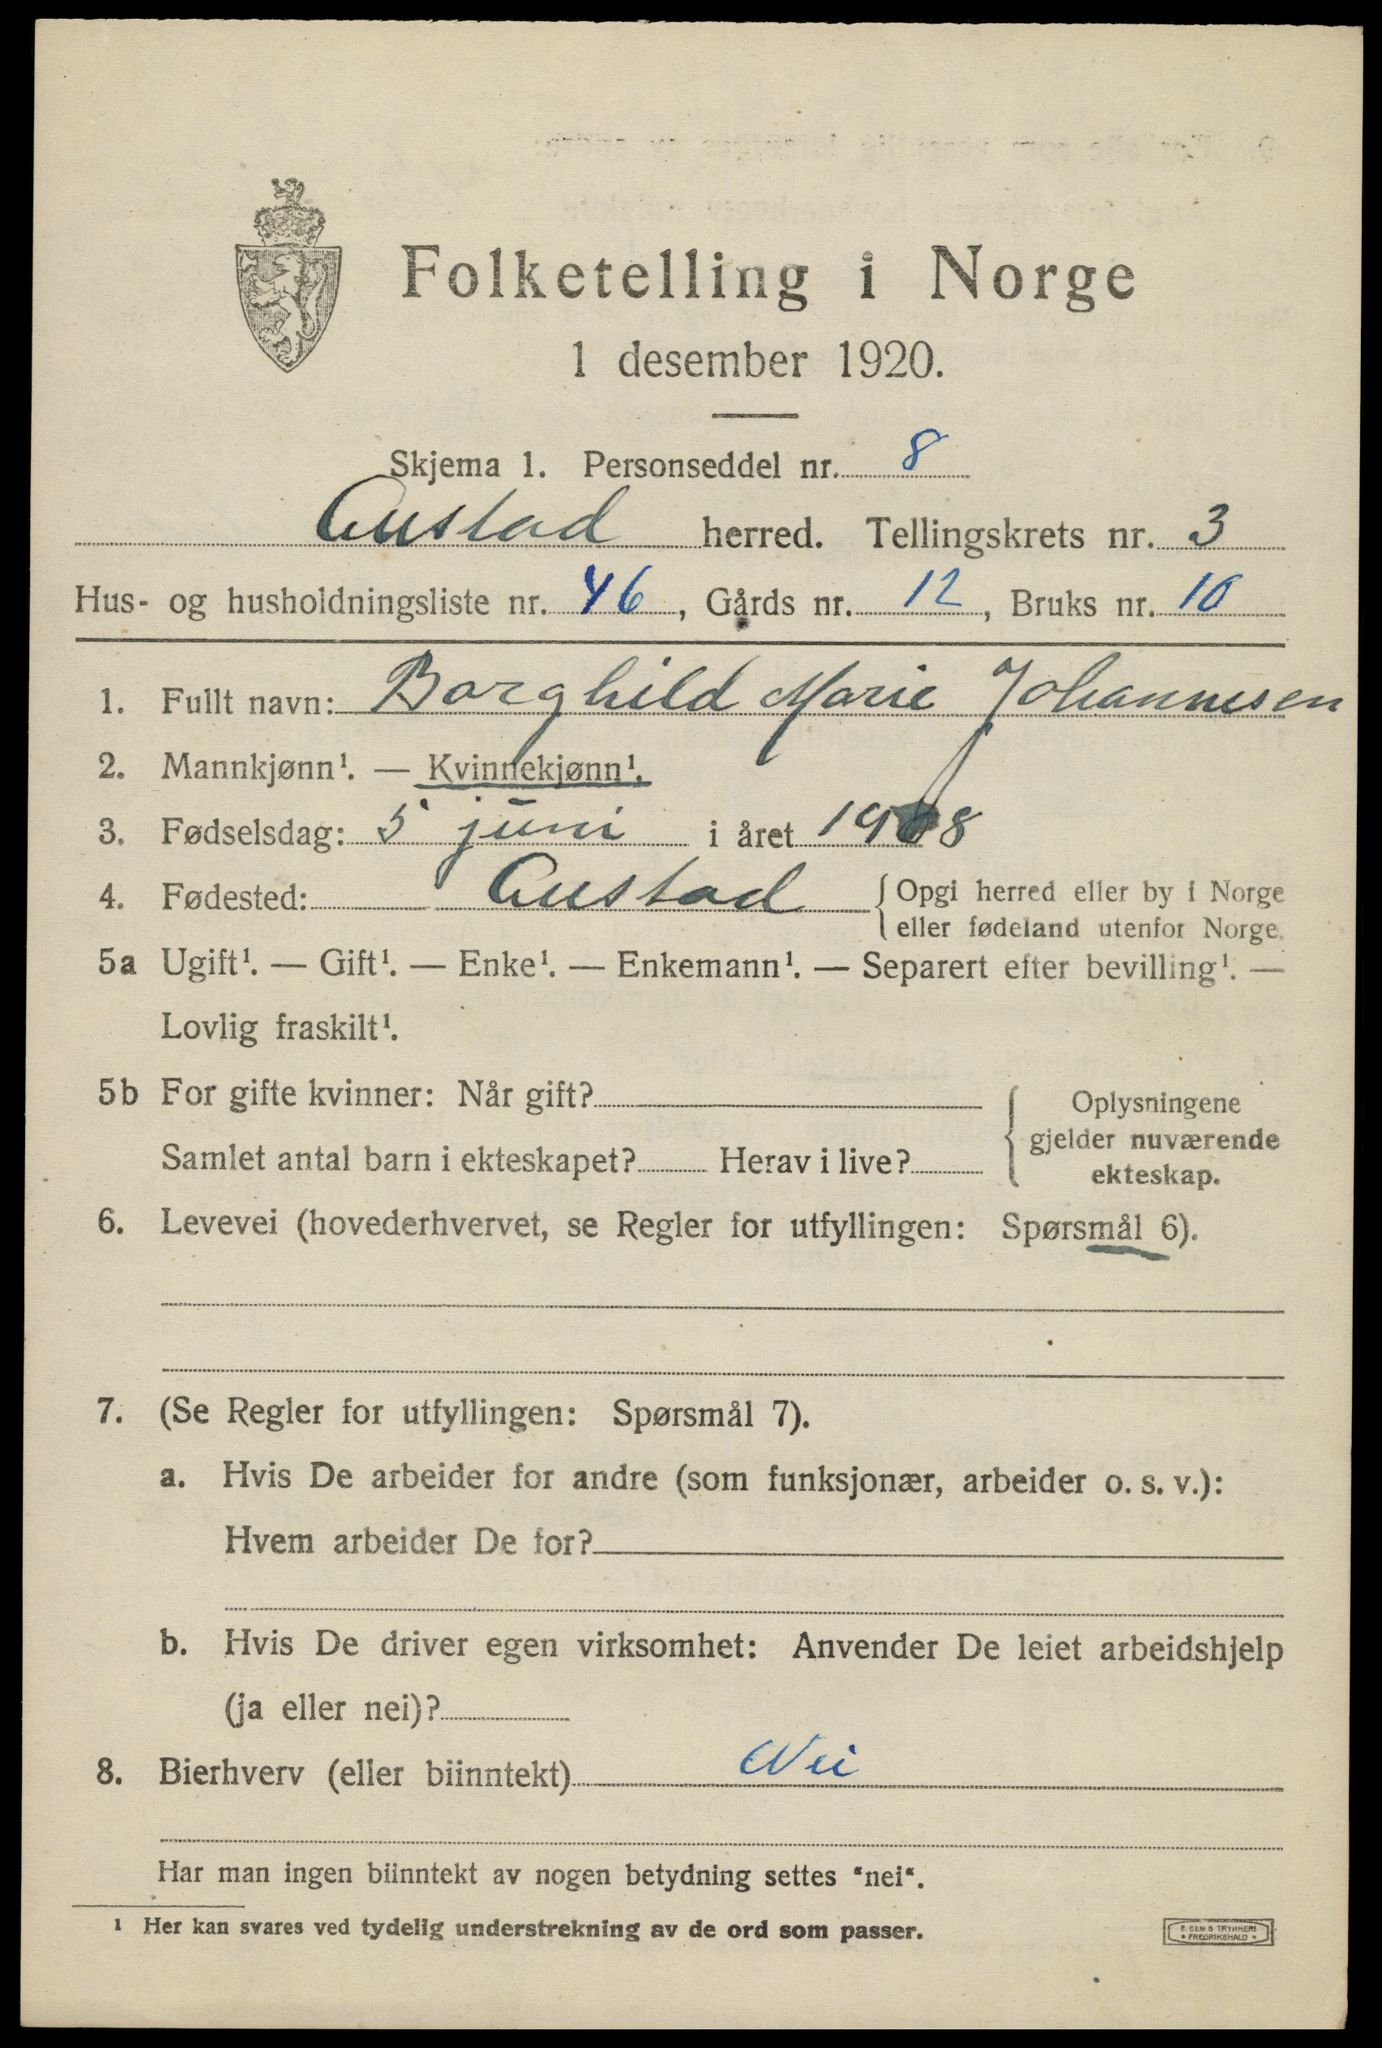 Folketelling i Norge
1 desember 1920.
Skjema 1. Personseddel nr. 8
Austad herred. Tellingskrets nr. 3
Hus- og husholdningsliste nr. 46, Gårds nr. 12, Bruks nr. 10
1. Fullt navn: Borghild Marie Johannesen
2. Mannkjønn¹. — Kvinnekjønn¹.
3. Fødselsdag: 5 juni i året 1908
4. Fødested: Austad {Opgi herred eller by i Norge
eller fødeland utenfor Norge.
5a Ugift¹. — Gift¹. — Enke¹. — Enkemann¹. — Separert efter bevilling¹. —
Lovlig fraskilt¹.
5b For gifte kvinner: Når gift?
Samlet antal barn i ekteskapet? Herav i live?
Oplysningene
gjelder nuværende
ekteskap.
6. Levevei (hovederhvervet, se Regler for utfyllingen: Spørsmål 6).
7. (Se Regler for utfyllingen: Spørsmål 7).
a. Hvis De arbeider for andre (som funksjonær, arbeider o. s. v.):
Hvem arbeider De for?
b. Hvis De driver egen virksomhet: Anvender De leiet arbeidshjelp
(ja eller nei)?
8. Bierhverv (eller biinntekt) Nei
Har man ingen biinntekt av nogen betydning settes "nei".
¹ Her kan svares ved tydelig understrekning av de ord som passer.
FREDRIKSHALD